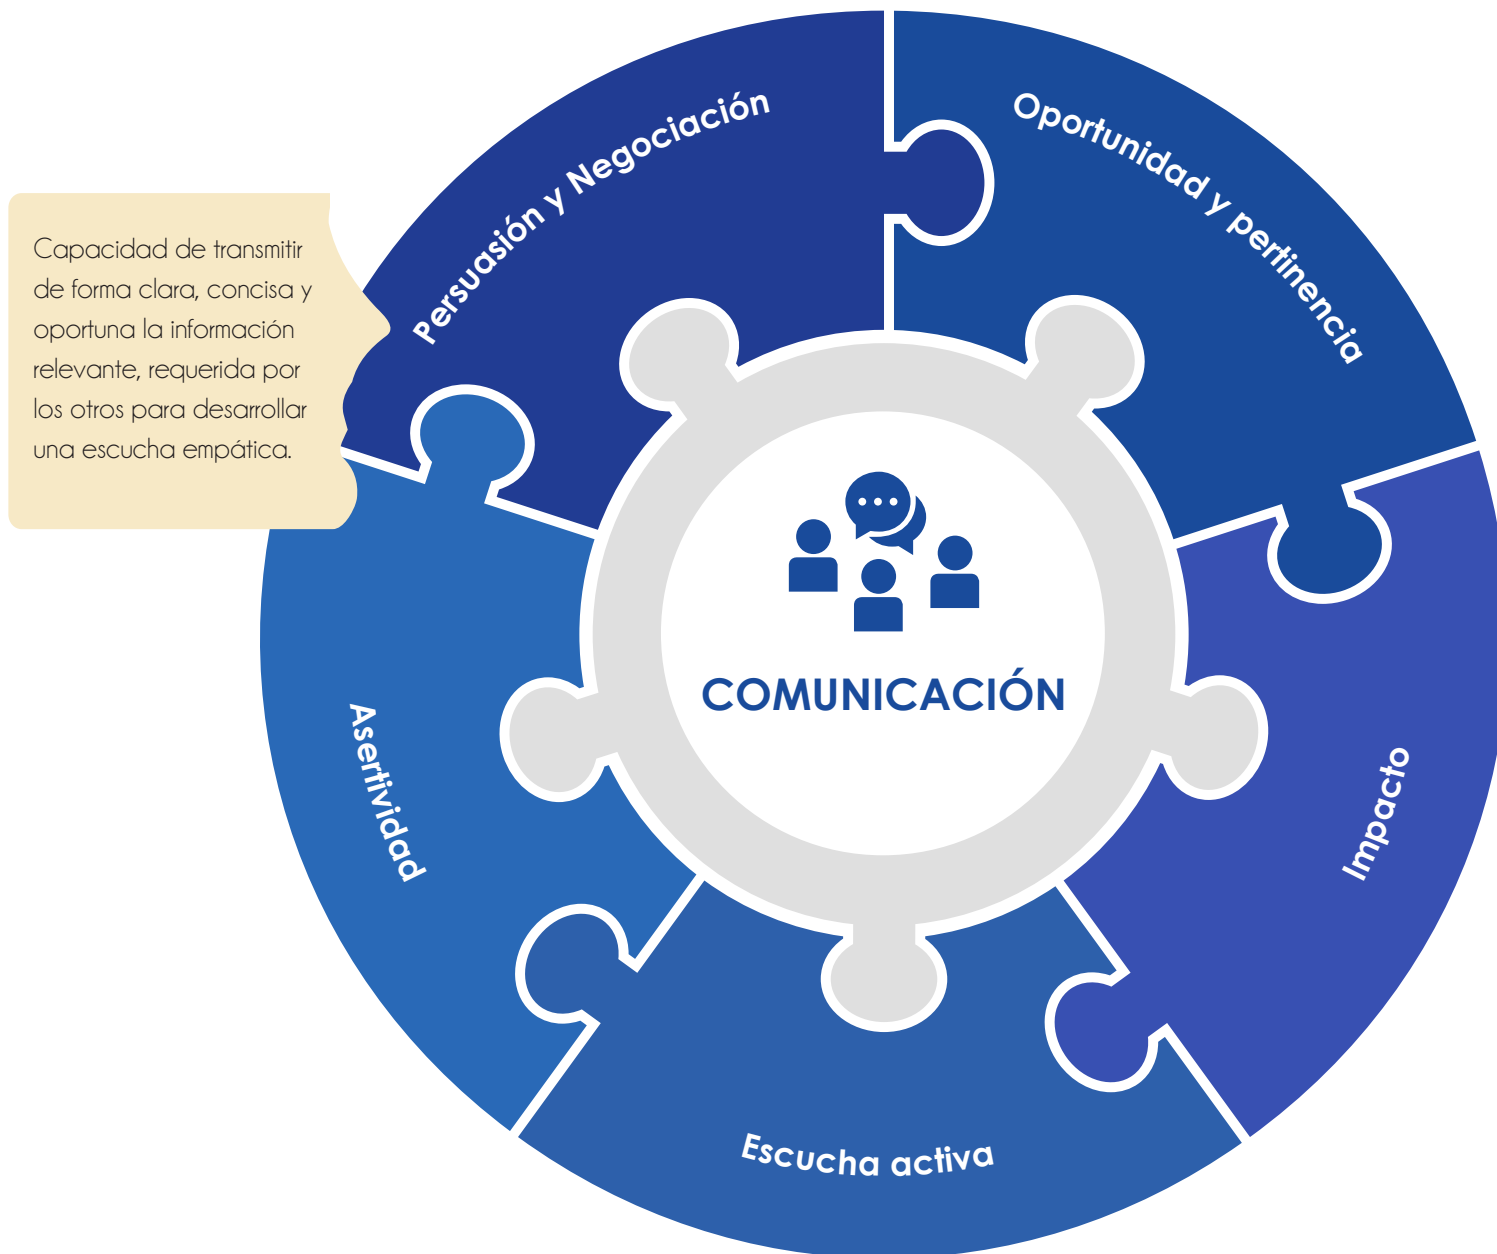 Persuasión y Negociación
Oportunidad y pertinencia
Capacidad de transmitir
de forma clara, concisa y
oportuna la información
relevante, requerida por
los otros para desarrollar
una escucha empática.
COMUNICACIÓN
Asertividad
Impacto
Escucha activa